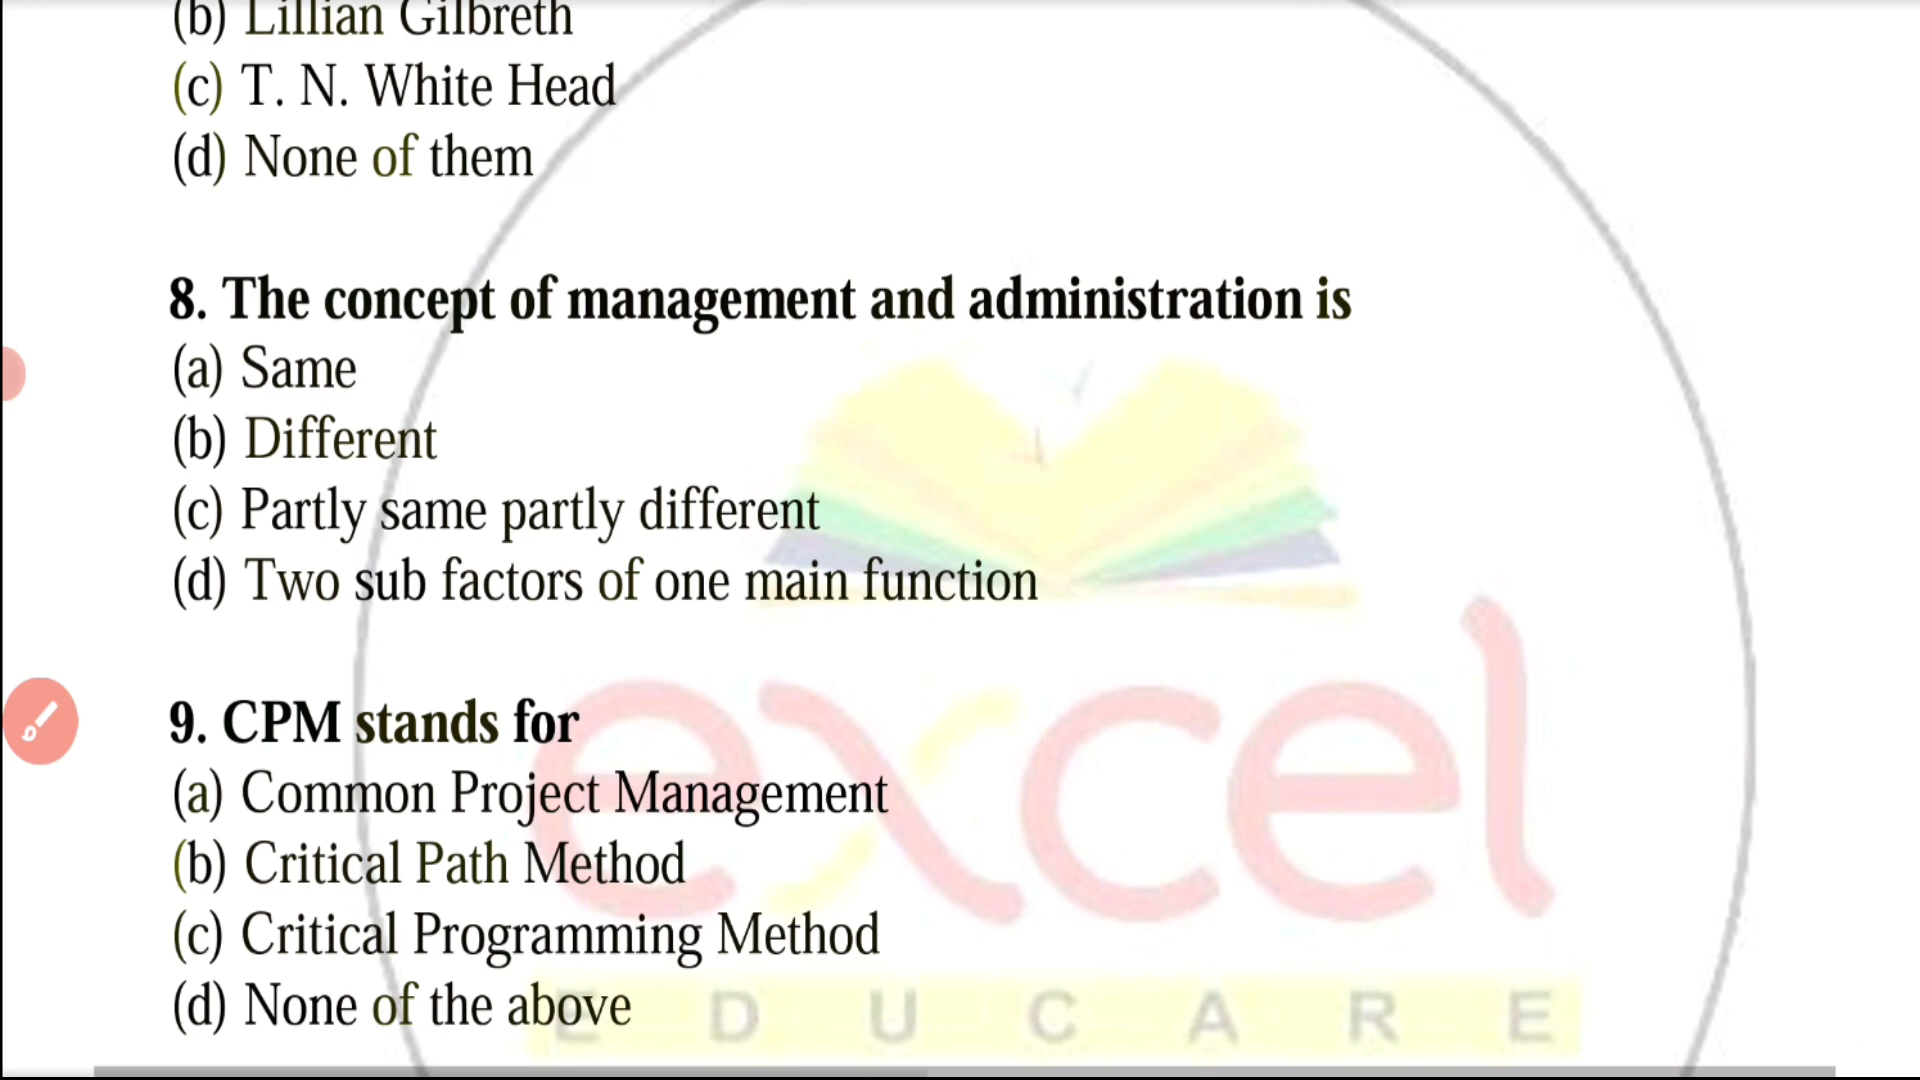 (b) Lillian Gilbreth
(c) T. N. White Head
(d) None of them
8. The concept of management and administration is
(a) Same
(b) Different
(c) Partly same partly different
(d) Two sub factors of one main function
9. CPM stands for
(a) Common Project Management
(b) Critical Path Method
(c) Critical Programming Method
(d) None of the above
excel
EDUCARE